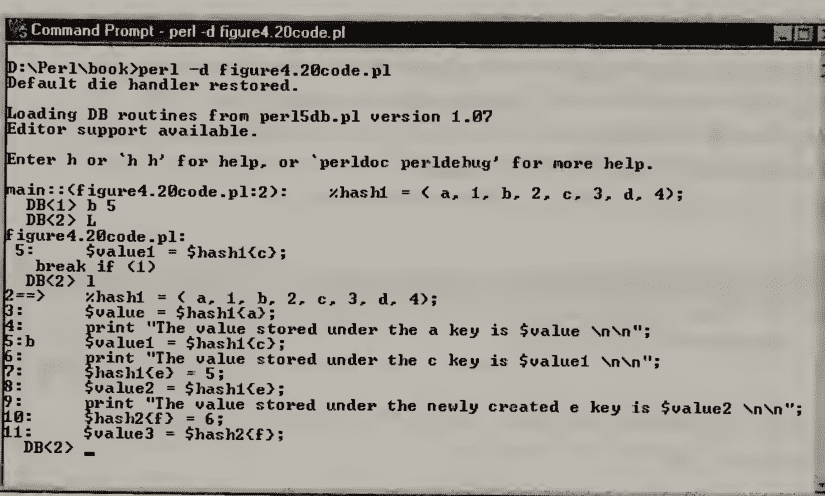 Command Prompt - perl -d figure4.20code.pl
D:\Perl\book>perl -d figure4.20code.pl
Default die handler restored.
Loading DB routines from perl5db.pl version 1.07
Editor support available.
Enter h or `h h' for help, or `perldoc perldebug' for more help.
main::(figure4.20code.pl:2):    %hash1 = ( a, 1, b, 2, c, 3, d, 4);
  DB<1> b 5
  DB<2> L
figure4.20code.pl:
 5:     $value1 = $hash1{c};
    break if (1)
  DB<2> l
2==>    %hash1 = ( a, 1, b, 2, c, 3, d, 4);
3:      $value = $hash1{a};
4:      print "The value stored under the a key is $value \n\n";
5:b     $value1 = $hash1{c};
6:      print "The value stored under the c key is $value1 \n\n";
7:      $hash1{e} = 5;
8:      $value2 = $hash1{e};
9:      print "The value stored under the newly created e key is $value2 \n\n";
10:     $hash2{f} = 6;
11:     $value3 = $hash2{f};
  DB<2> _